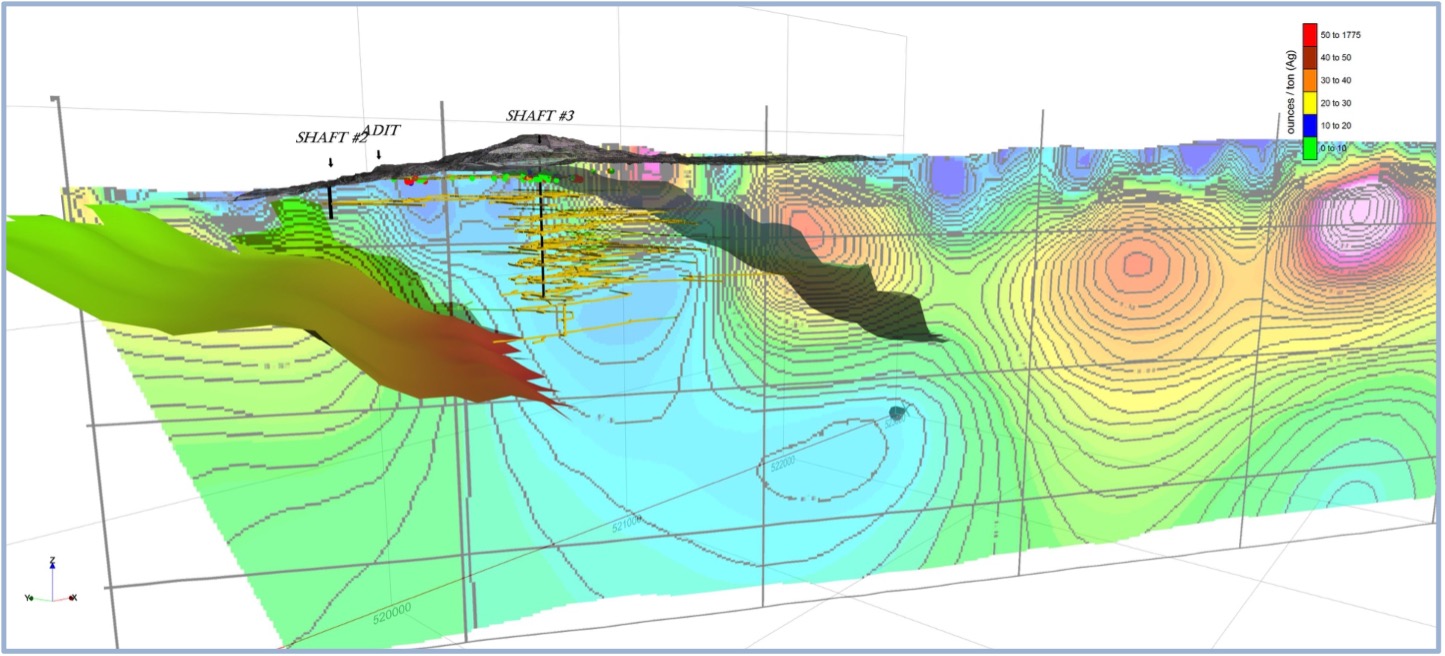 50 to 1775
40 to 50
30 to 40
20 to 30
10 to 20
0 to 10
ounces / ton (Ag)
SHAFT #3
SHAFT #2
ADIT
522000
521000
520000
Z
Y
X